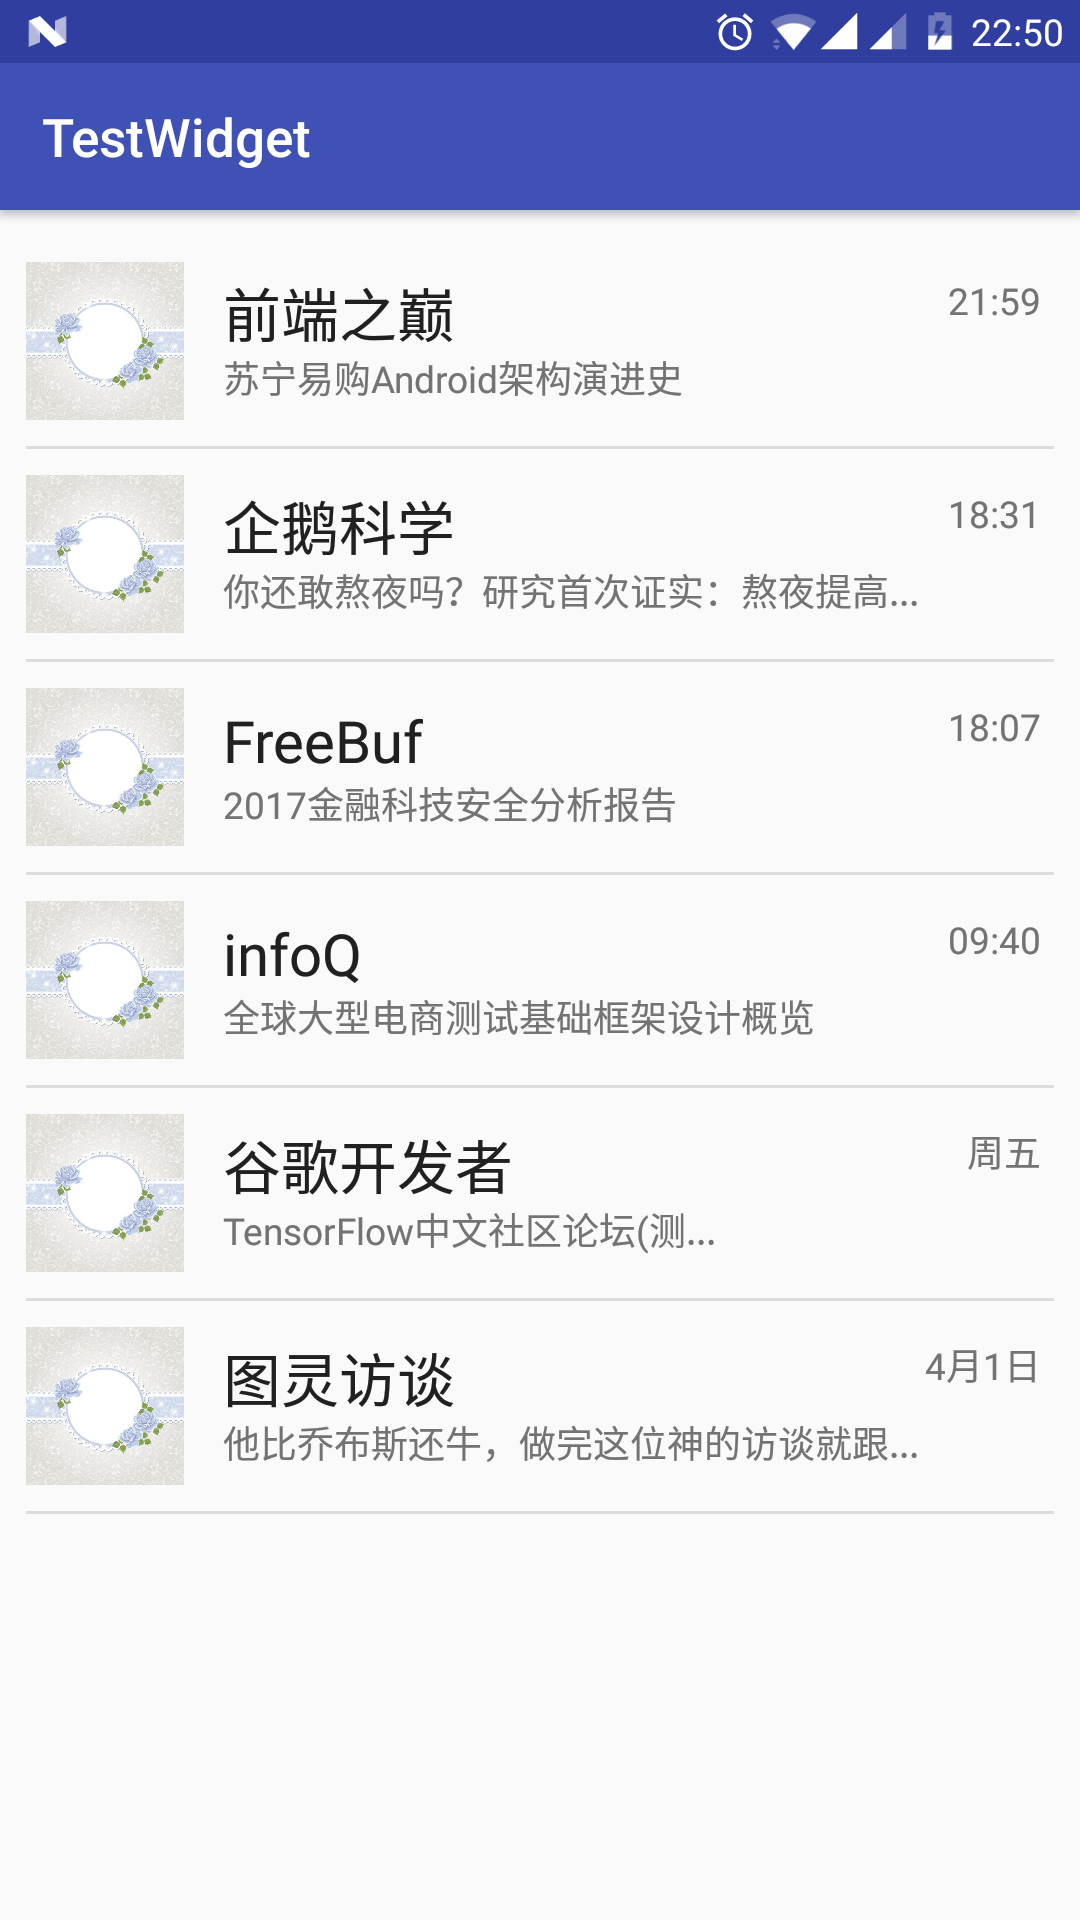 22:50
TestWidget
前端之巅
21:59
苏宁易购Android架构演进史
企鹅科学
18:31
你还敢熬夜吗？研究首次证实：熬夜提高...
FreeBuf
18:07
2017金融科技安全分析报告
infoQ
09:40
全球大型电商测试基础框架设计概览
谷歌开发者
周五
TensorFlow中文社区论坛(测...
图灵访谈
4月1日
他比乔布斯还牛，做完这位神的访谈就跟...